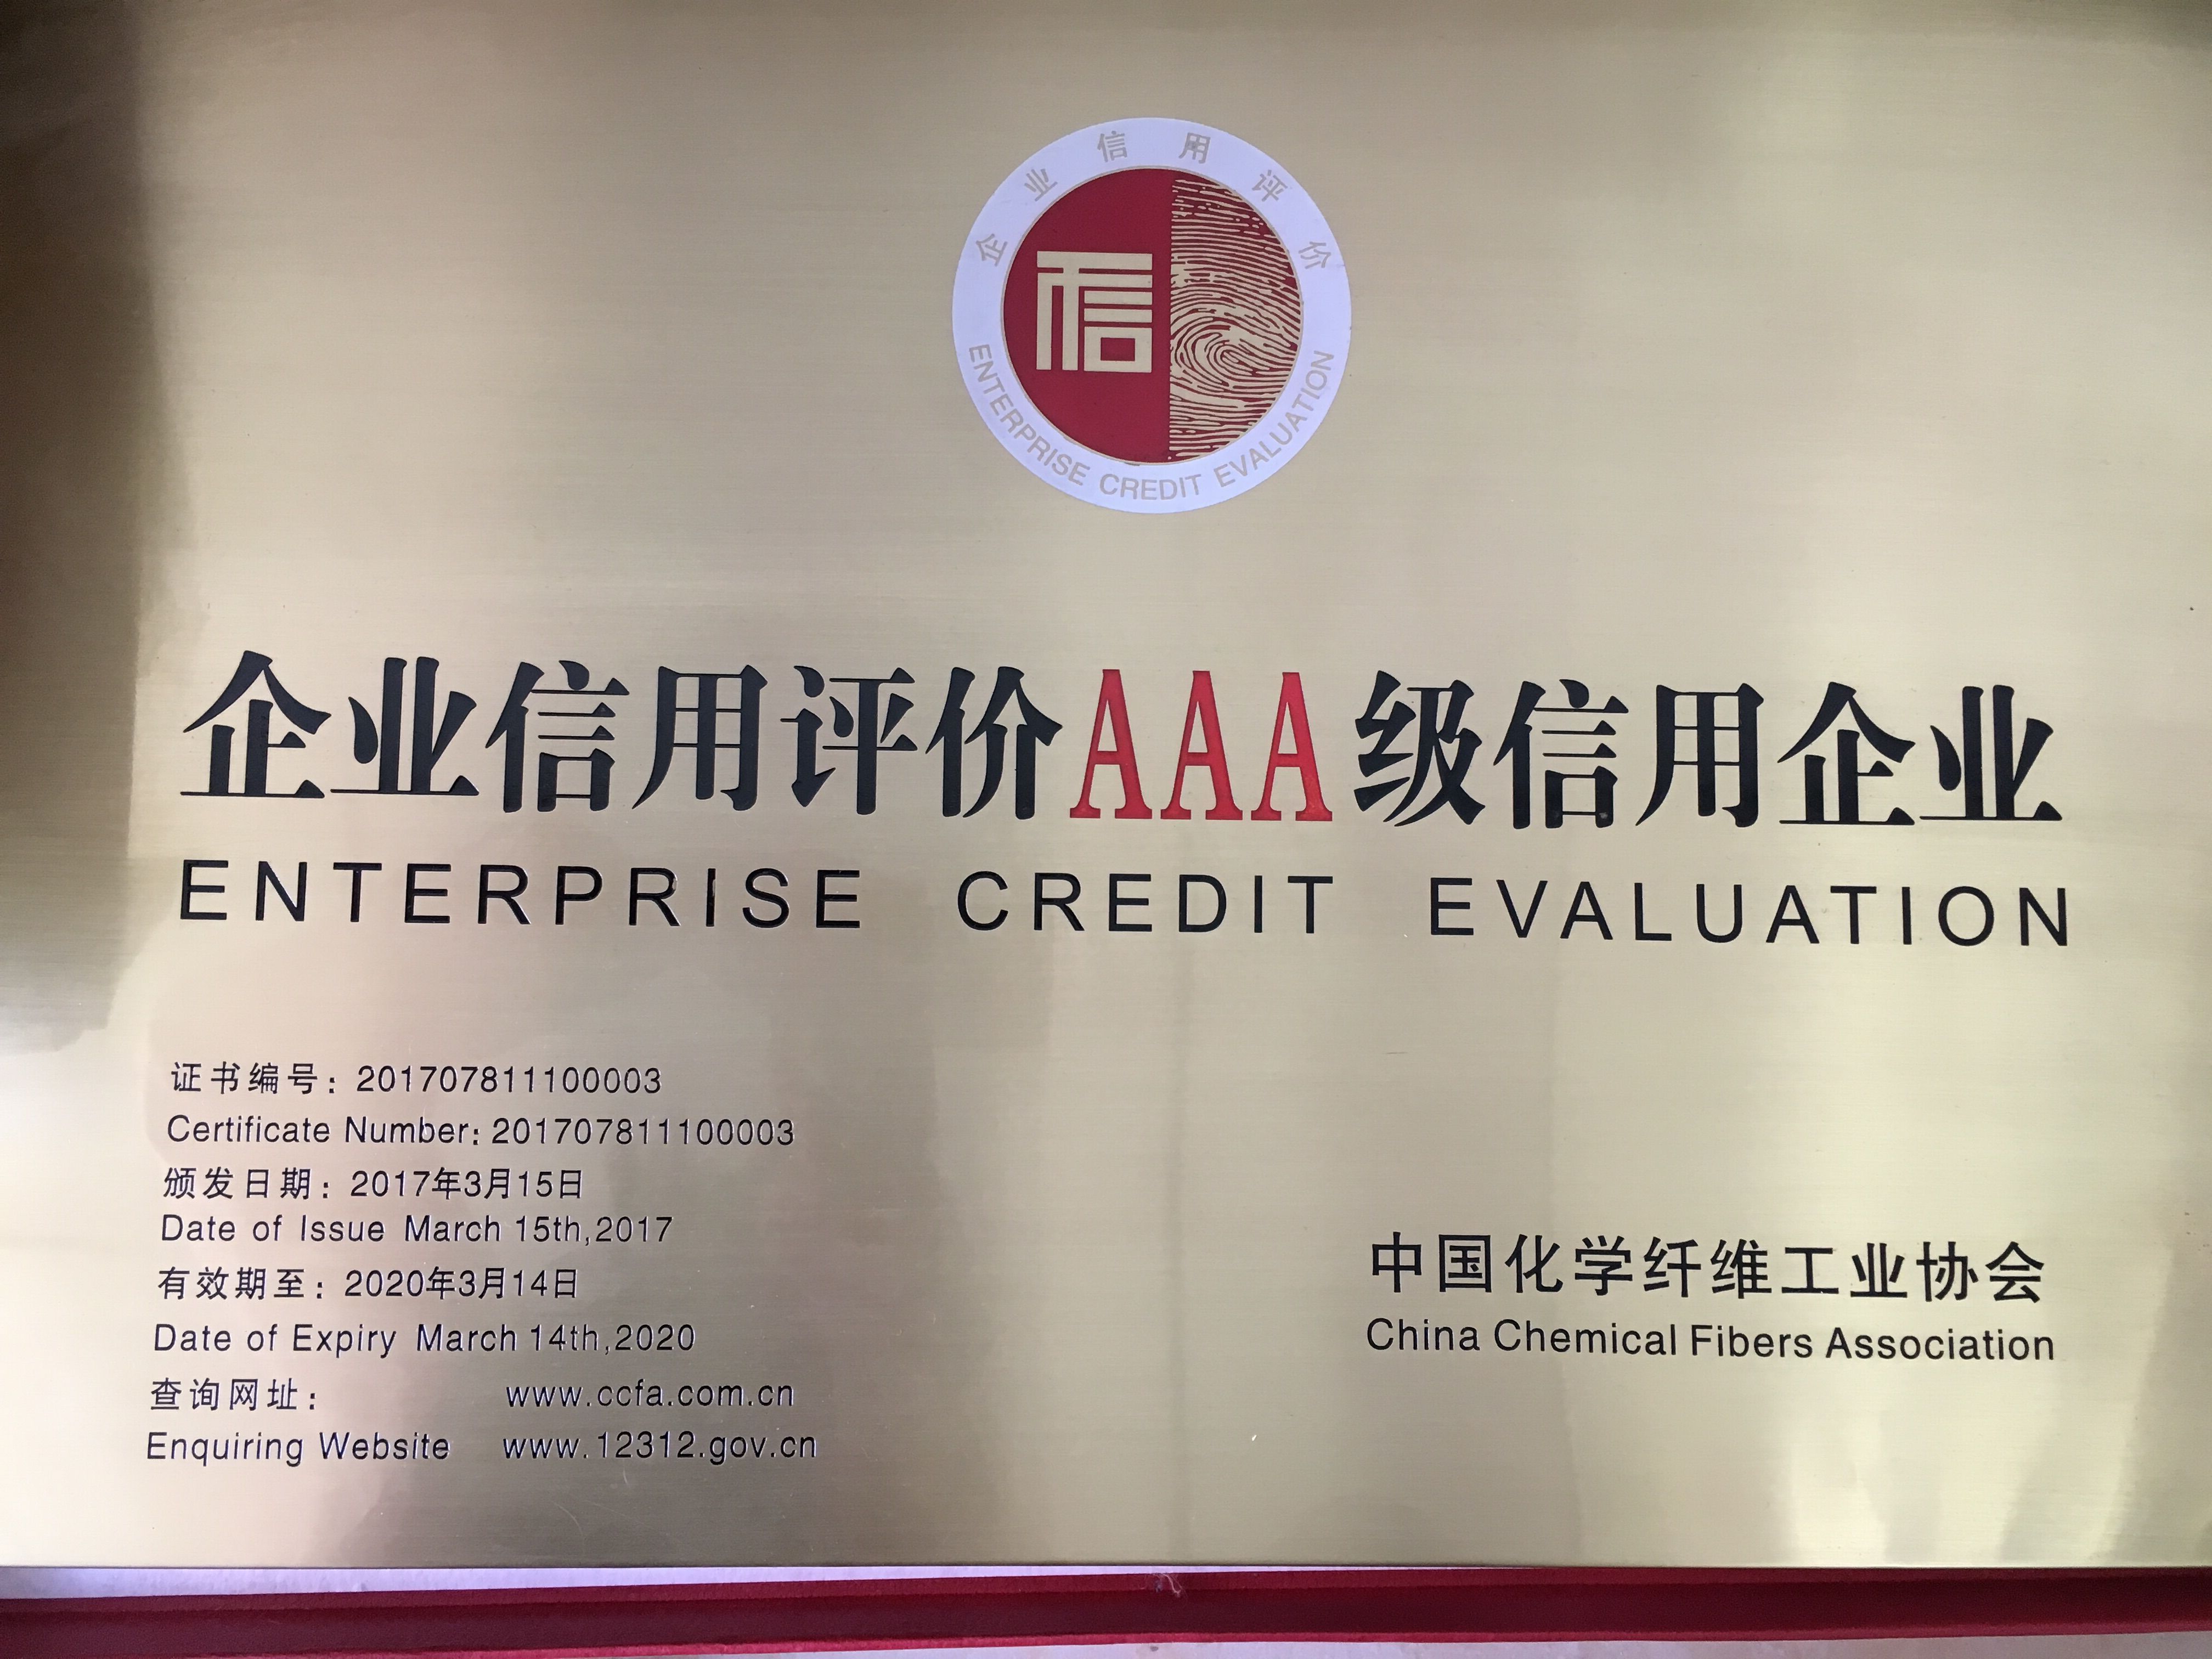 企业信用评价
信
ENTERPRISE CREDIT EVALUATION
企业信用评价AAA级信用企业
ENTERPRISE CREDIT EVALUATION
证书编号：201707811100003
Certificate Number: 201707811100003
颁发日期：2017年3月15日
Date of Issue March 15th,2017
有效期至：2020年3月14日
Date of Expiry March 14th,2020
查询网址： www.ccfa.com.cn
Enquiring Website www.12312.gov.cn
中国化学纤维工业协会
China Chemical Fibers Association